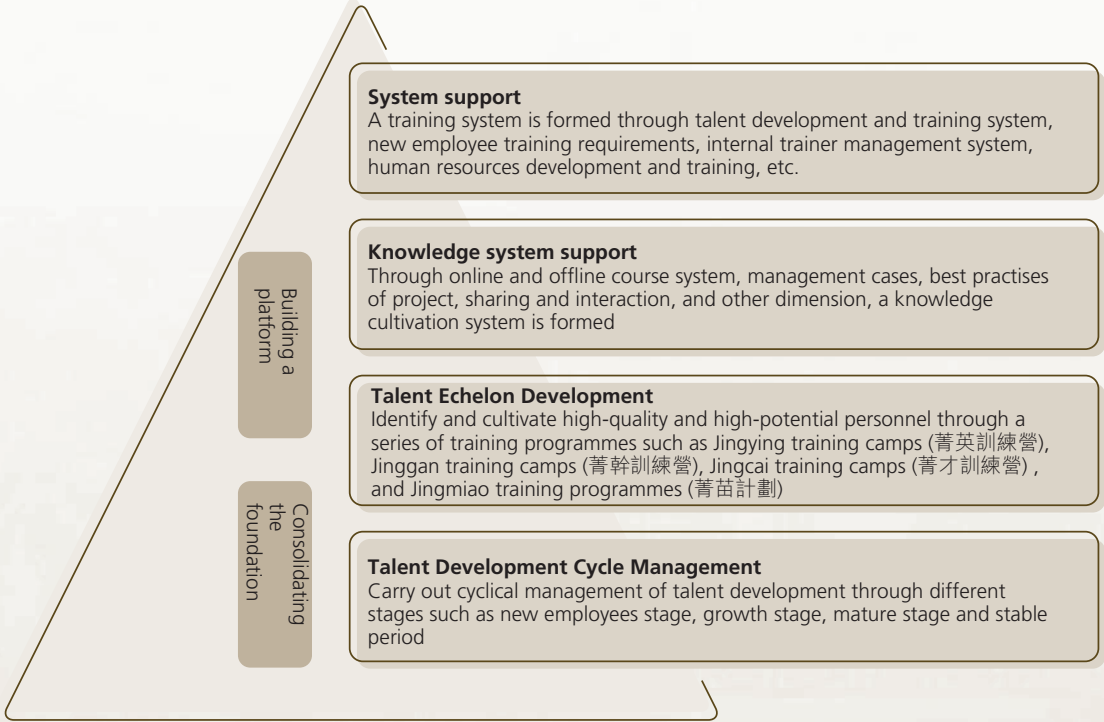 System support
A training system is formed through talent development and training system,
new employee training requirements, internal trainer management system,
human resources development and training, etc.
Building a
platform
Knowledge system support
Through online and offline course system, management cases, best practises
of project, sharing and interaction, and other dimension, a knowledge
cultivation system is formed
Talent Echelon Development
Identify and cultivate high-quality and high-potential personnel through a
series of training programmes such as Jingying training camps (菁英訓練營),
Jinggan training camps (菁幹訓練營), Jingcai training camps (菁才訓練營) ,
and Jingmiao training programmes (菁苗計劃)
Consolidating
the
foundation
Talent Development Cycle Management
Carry out cyclical management of talent development through different
stages such as new employees stage, growth stage, mature stage and stable
period